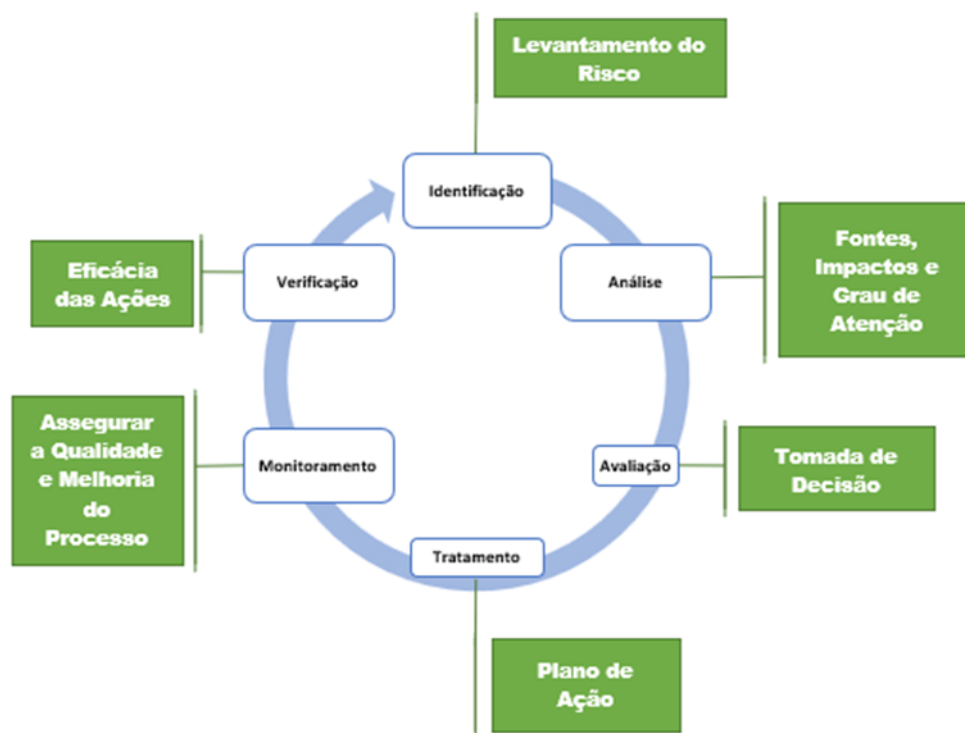 Levantamento do
Risco
Identificação
Fontes,
Impactos e
Grau de
Atenção
Análise
Eficácia
das Ações
Verificação
Assegurar
a Qualidade
e Melhoria
do
Processo
Monitoramento
Avaliação
Tomada de
Decisão
Tratamento
Plano de
Ação